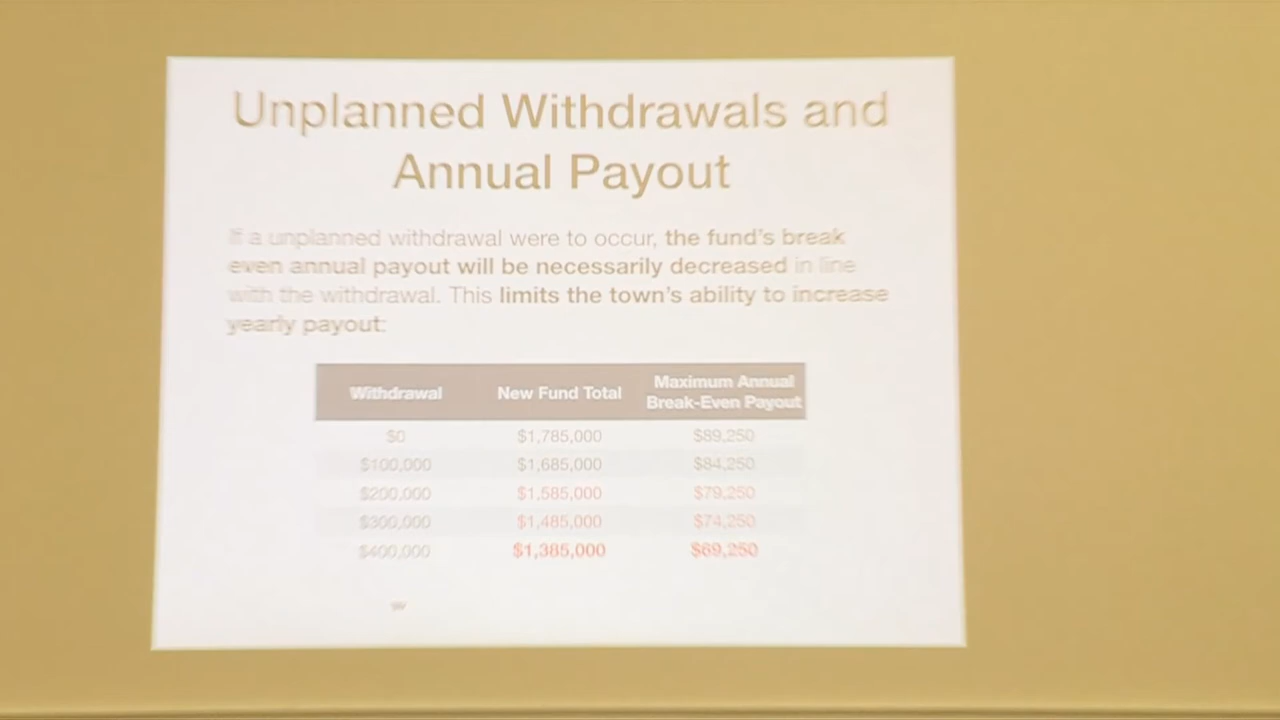 Unplanned Withdrawals and
Annual Payout
If a unplanned withdrawal were to occur, the fund's break
even annual payout will be necessarily decreased in line
with the withdrawal. This limits the town's ability to increase
yearly payout:
Withdrawal New Fund Total Maximum Annual Break-Even Payout
$0 $1,785,000 $89,250
$100,000 $1,685,000 $84,250
$200,000 $1,585,000 $79,250
$300,000 $1,485,000 $74,250
$400,000 $1,385,000 $69,250